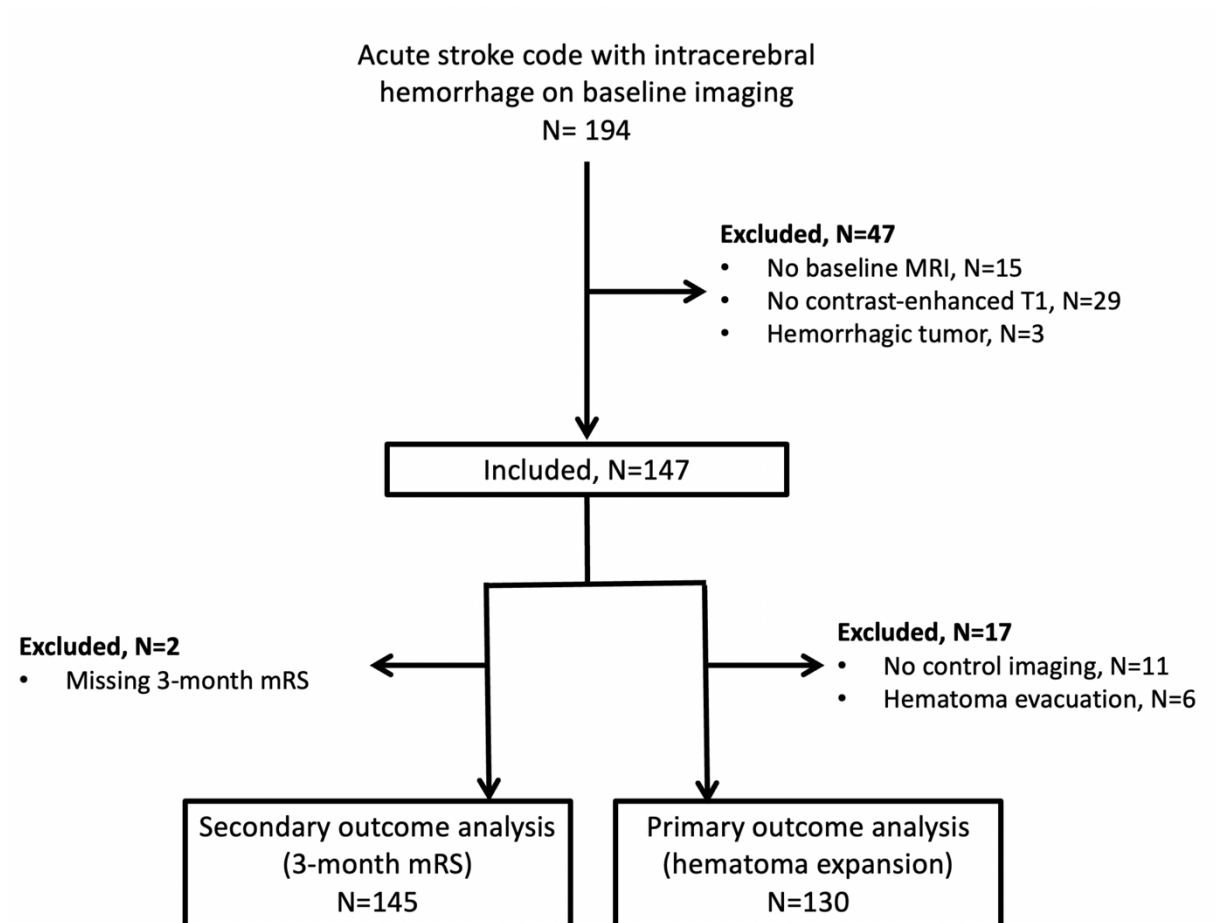 Acute stroke code with intracerebral
hemorrhage on baseline imaging
N= 194
Excluded, N=47
• No baseline MRI, N=15
• No contrast-enhanced T1, N=29
• Hemorrhagic tumor, N=3
Included, N=147
Excluded, N=2
• Missing 3-month mRS
Excluded, N=17
• No control imaging, N=11
• Hematoma evacuation, N=6
Secondary outcome analysis
(3-month mRS)
N=145
Primary outcome analysis
(hematoma expansion)
N=130